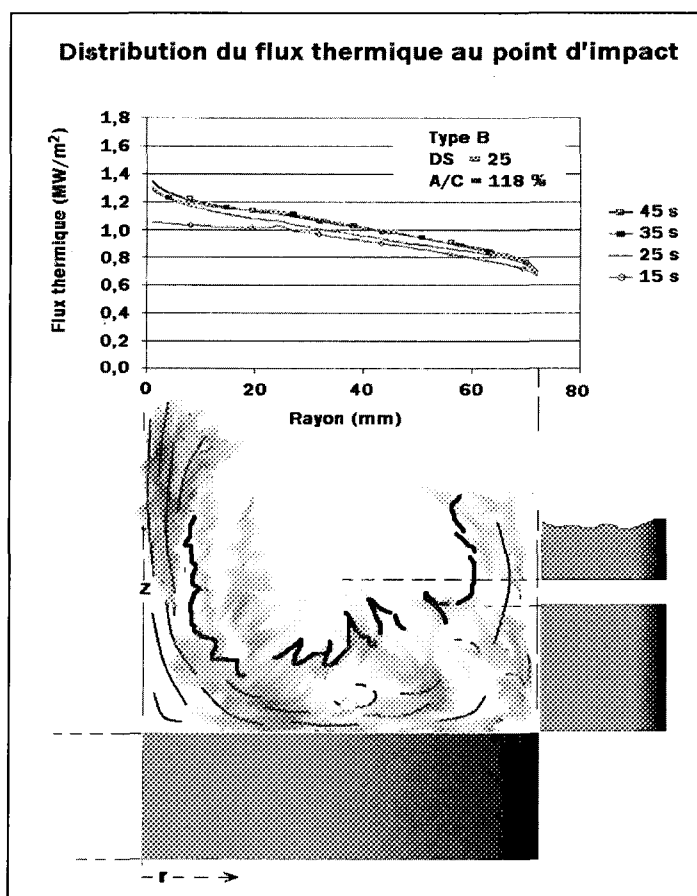 Distribution du flux thermique au point d'impact
Flux thermique (MW/m²)
1,8
1,6
1,4
1,2
1,0
0,8
0,6
0,4
0,2
0,0
Type B
DS = 25
A/C = 118 %
45 s
35 s
25 s
15 s
0
20
40
60
80
Rayon (mm)
z
r